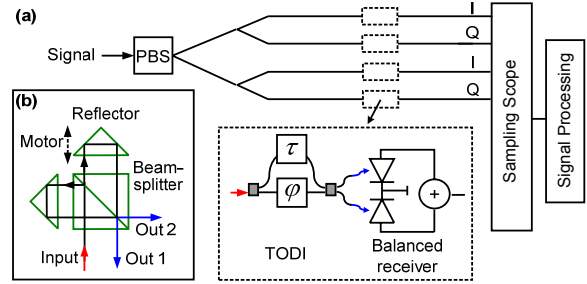 (a)
Signal
PBS
I
Q
I
Q
Sampling Scope
Signal Processing
(b)
Reflector
Motor
Beam-
splitter
Out 2
Input
Out 1
τ
φ
+
TODI
Balanced
receiver